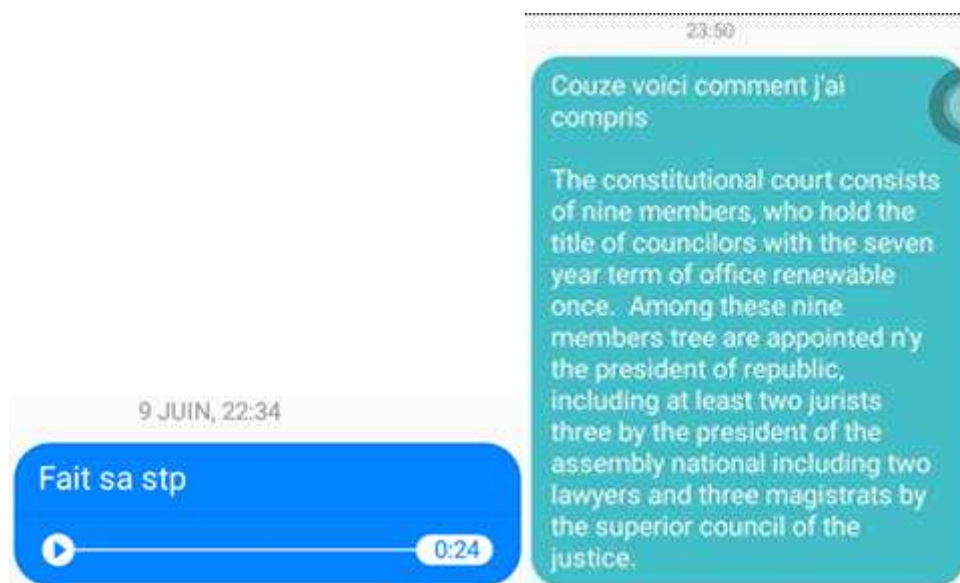 9 JUIN, 22:34
Fait sa stp
0:24
23:50
Couze voici comment j'ai
compris
The constitutional court consists
of nine members, who hold the
title of councilors with the seven
year term of office renewable
once. Among these nine
members tree are appointed n'y
the president of republic,
including at least two jurists
three by the president of the
assembly national including two
lawyers and three magistrats by
the superior council of the
justice.